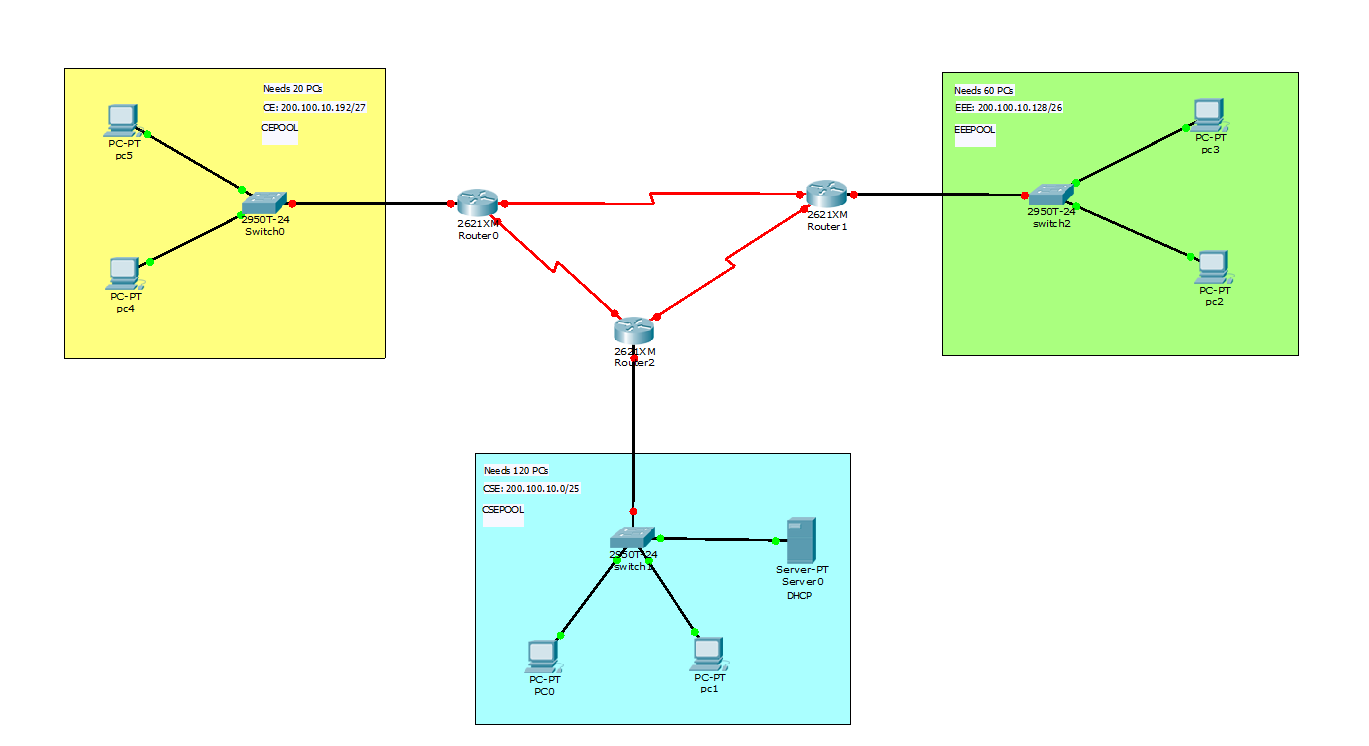 Needs 20 PCs
CE: 200.100.10.192/27
CEPOOL
PC-PT
pc5
2950T-24
Switch0
PC-PT
pc4
2621XM
Router0
2621XM
Router1
Needs 60 PCs
EEE: 200.100.10.128/26
EEEPOOL
PC-PT
pc3
2950T-24
switch2
PC-PT
pc2
2621XM
Router2
Needs 120 PCs
CSE: 200.100.10.0/25
CSEPOOL
2950T-24
switch1
Server-PT
Server0
DHCP
PC-PT
PC0
PC-PT
pc1